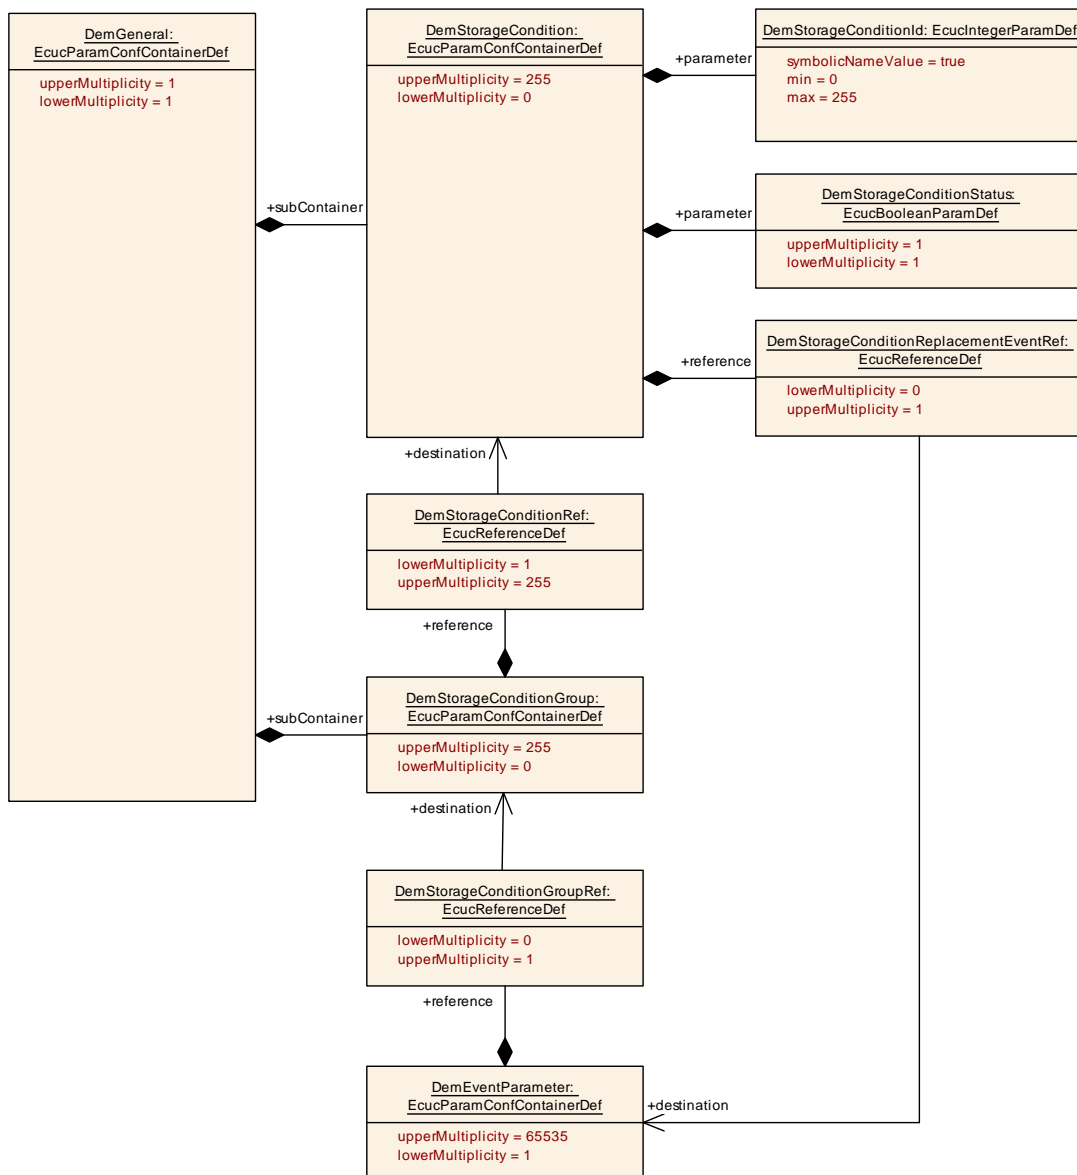 DemGeneral:
EcucParamConfContainerDef
upperMultiplicity = 1
lowerMultiplicity = 1
DemStorageCondition:
EcucParamConfContainerDef
upperMultiplicity = 255
lowerMultiplicity = 0
DemStorageConditionId: EcucIntegerParamDef
symbolicNameValue = true
min = 0
max = 255
+parameter
DemStorageConditionStatus:
EcucBooleanParamDef
upperMultiplicity = 1
lowerMultiplicity = 1
+subContainer
+parameter
DemStorageConditionReplacementEventRef:
EcucReferenceDef
lowerMultiplicity = 0
upperMultiplicity = 1
+reference
+destination
DemStorageConditionRef:
EcucReferenceDef
lowerMultiplicity = 1
upperMultiplicity = 255
+reference
DemStorageConditionGroup:
EcucParamConfContainerDef
upperMultiplicity = 255
lowerMultiplicity = 0
+subContainer
+destination
DemStorageConditionGroupRef:
EcucReferenceDef
lowerMultiplicity = 0
upperMultiplicity = 1
+reference
DemEventParameter:
EcucParamConfContainerDef
upperMultiplicity = 65535
lowerMultiplicity = 1
+destination